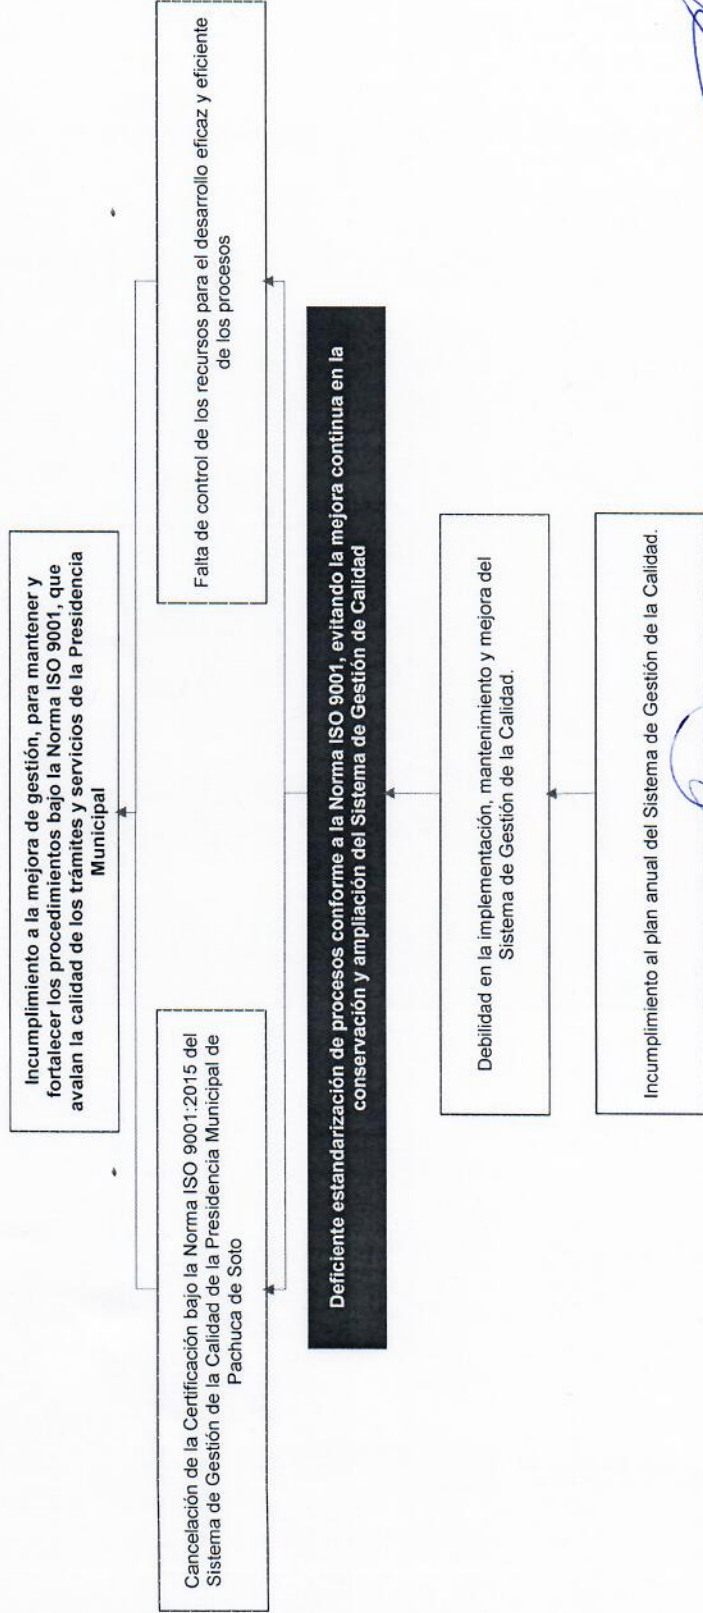 Incumplimiento a la mejora de gestión, para mantener y
fortalecer los procedimientos bajo la Norma ISO 9001, que
avalan la calidad de los trámites y servicios de la Presidencia
Municipal
Cancelación de la Certificación bajo la Norma ISO 9001:2015 del
Sistema de Gestión de la Calidad de la Presidencia Municipal de
Pachuca de Soto
Falta de control de los recursos para el desarrollo eficaz y eficiente
de los procesos
Deficiente estandarización de procesos conforme a la Norma ISO 9001, evitando la mejora continua en la
conservación y ampliación del Sistema de Gestión de Calidad
Debilidad en la implementación, mantenimiento y mejora del
Sistema de Gestión de la Calidad.
Incumplimiento al plan anual del Sistema de Gestión de la Calidad.